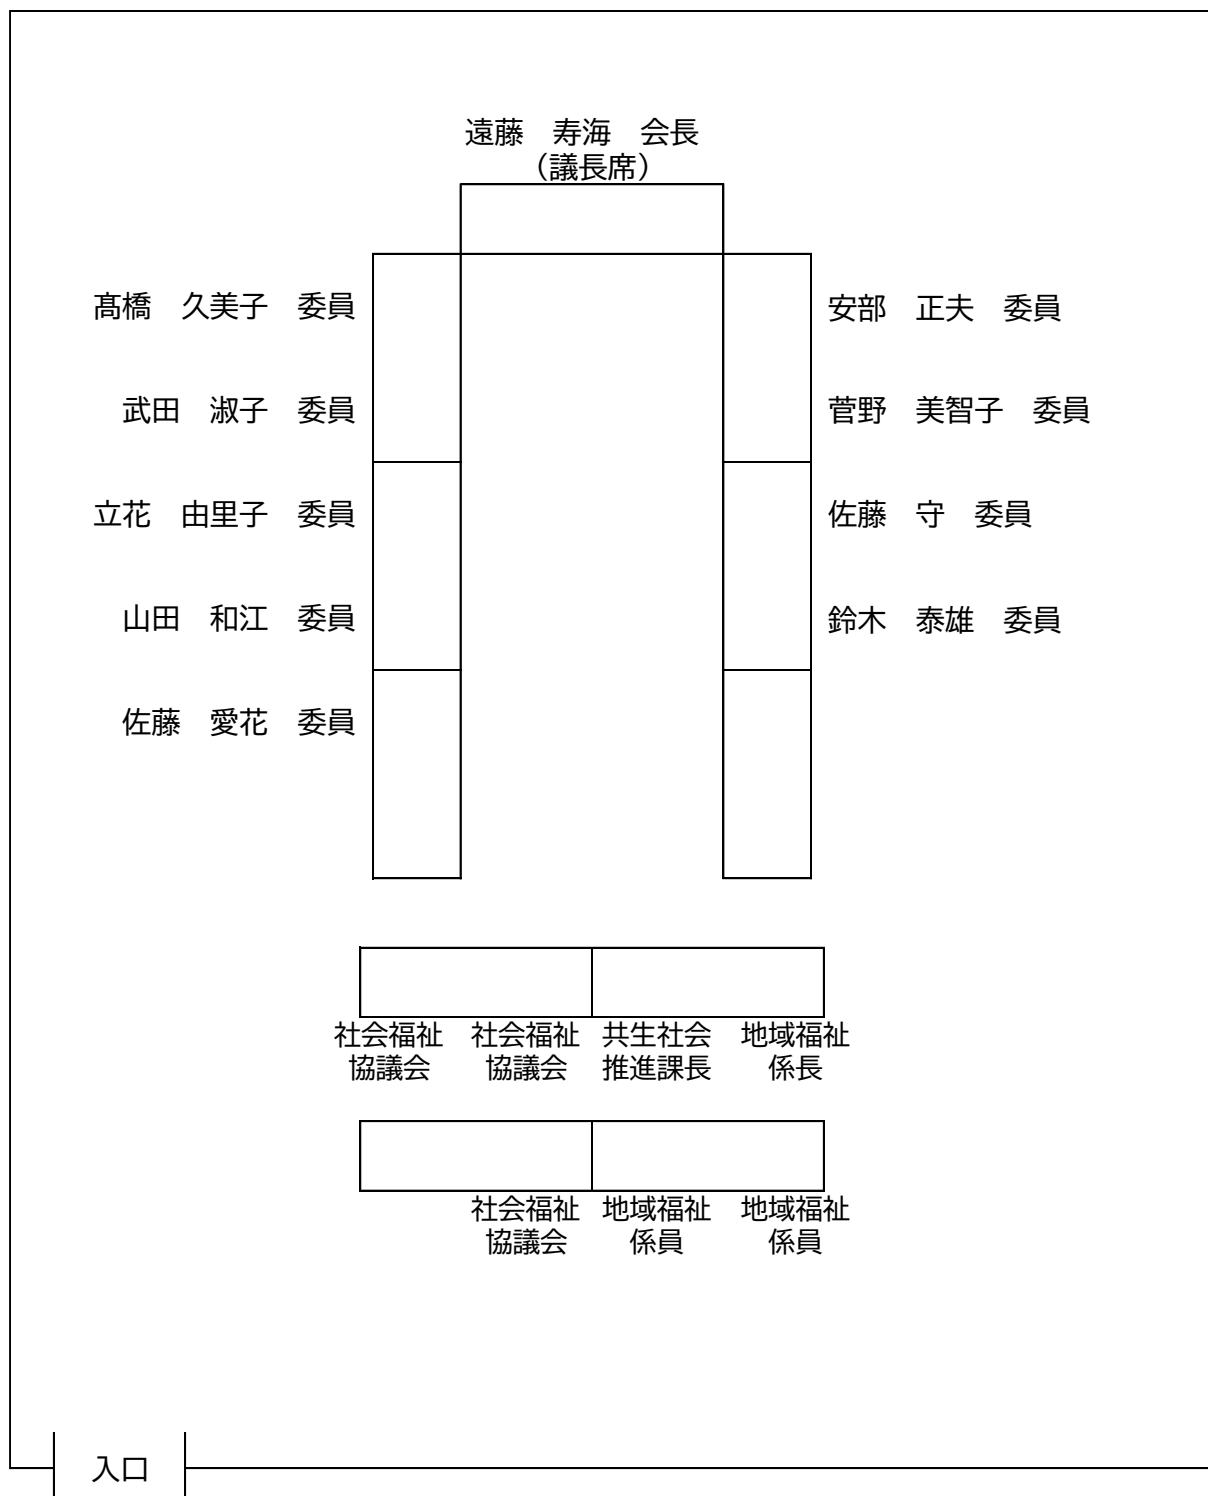 遠藤　寿海　会長
（議長席）
髙橋　久美子　委員
安部　正夫　委員
武田　淑子　委員
菅野　美智子　委員
立花　由里子　委員
佐藤　守　委員
山田　和江　委員
鈴木　泰雄　委員
佐藤　愛花　委員
社会福祉　社会福祉　共生社会　地域福祉
協議会　協議会　推進課長　係長
社会福祉　地域福祉　地域福祉
協議会　係員　係員
入口